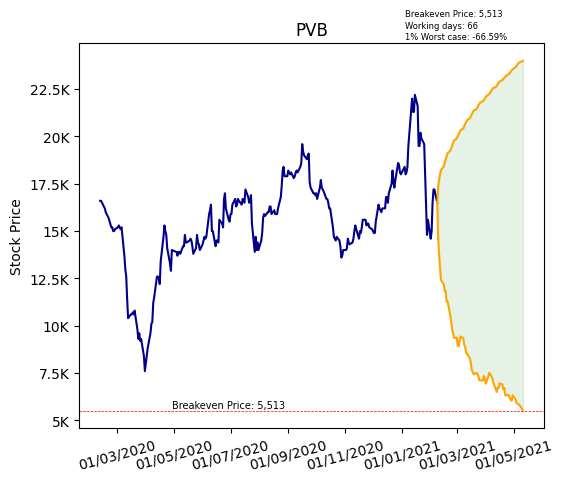 Breakeven Price: 5,513
Working days: 66
1% Worst case: -66.59%
PVB
Stock Price
22.5K
20K
17.5K
15K
12.5K
10K
7.5K
5K
Breakeven Price: 5,513
01/03/2020 01/05/2020 01/07/2020 01/09/2020 01/11/2020 01/01/2021 01/03/2021 01/05/2021